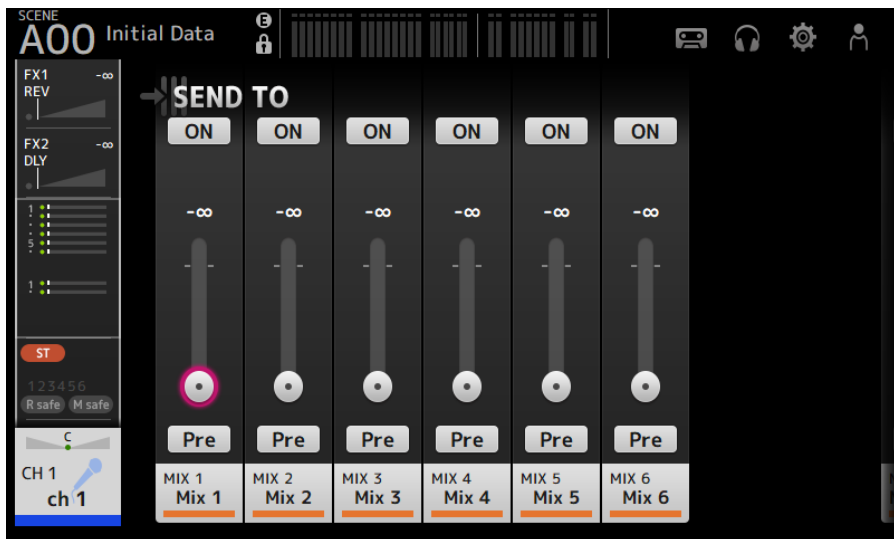 SCENE
A00 Initial Data
E
FX1 -∞
REV
FX2 -∞
DLY
1
5
1
ST
123456
R safe M safe
C
CH 1
ch 1
SEND TO
ON ON ON ON ON ON
-∞ -∞ -∞ -∞ -∞ -∞
Pre Pre Pre Pre Pre Pre
MIX 1 MIX 2 MIX 3 MIX 4 MIX 5 MIX 6
Mix 1 Mix 2 Mix 3 Mix 4 Mix 5 Mix 6